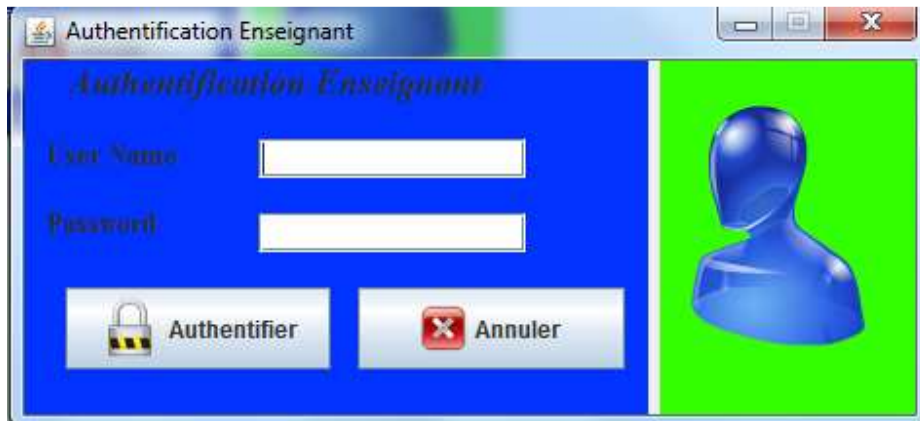 Authentification Enseignant
Authentification Enseignant
User Name
Password
Authentifier
Annuler